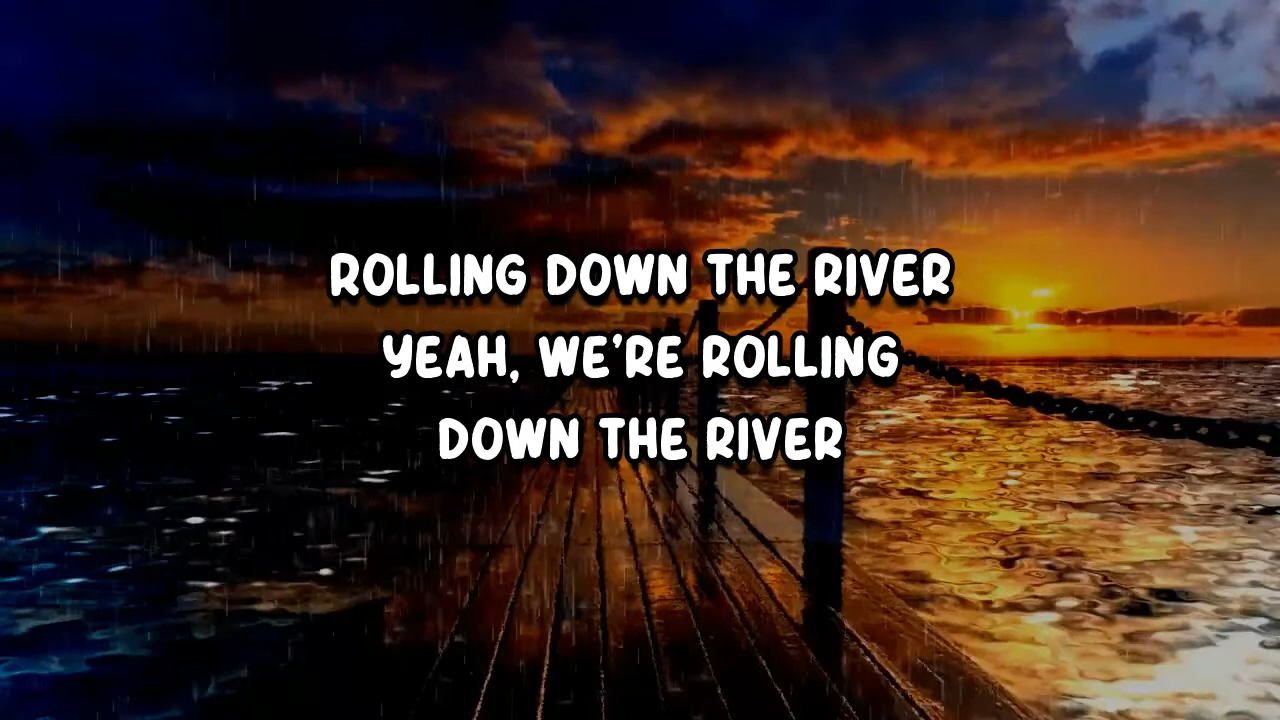 ROLLING DOWN THE RIVER
YEAH, WE'RE ROLLING
DOWN THE RIVER